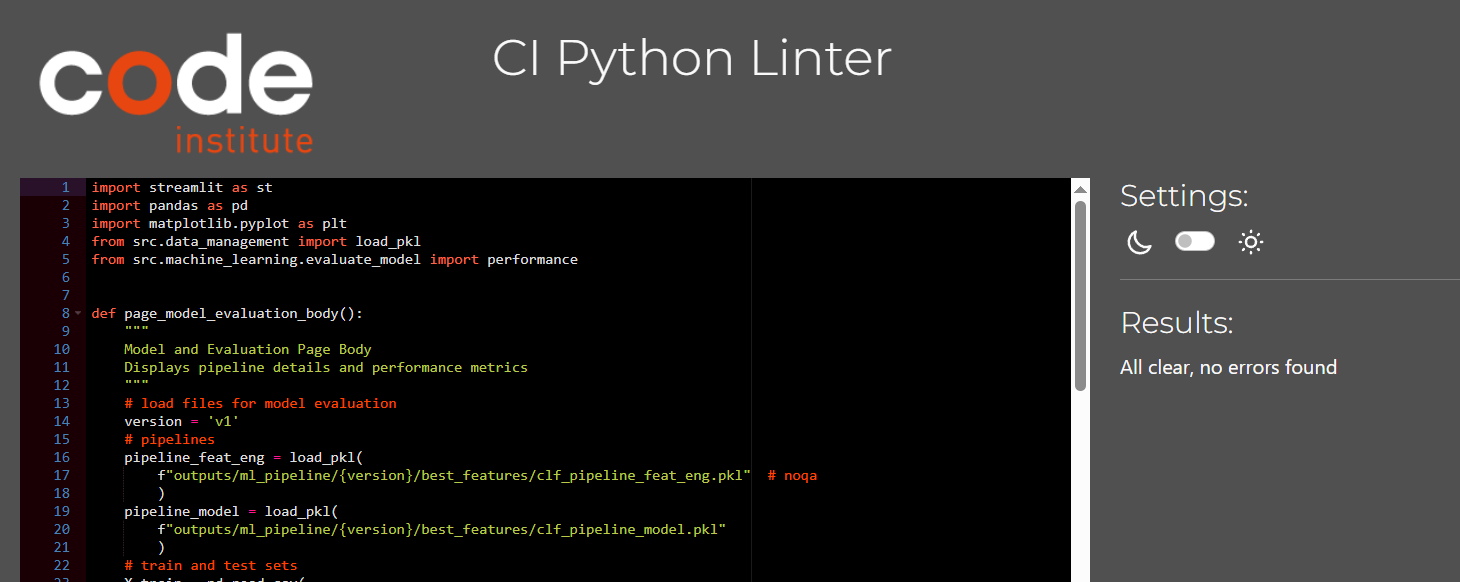 code
institute
CI Python Linter
1 import streamlit as st
2 import pandas as pd
3 import matplotlib.pyplot as plt
4 from src.data_management import load_pkl
5 from src.machine_learning.evaluate_model import performance
6
7
8 def page_model_evaluation_body():
9 """
10 Model and Evaluation Page Body
11 Displays pipeline details and performance metrics
12 """
13 # load files for model evaluation
14 version = 'v1'
15 # pipelines
16 pipeline_feat_eng = load_pkl(
17 f"outputs/ml_pipeline/{version}/best_features/clf_pipeline_feat_eng.pkl"  # noqa
18 )
19 pipeline_model = load_pkl(
20 f"outputs/ml_pipeline/{version}/best_features/clf_pipeline_model.pkl"
21 )
22 # train and test sets
23 X_train = pd.read_csv(
Settings:
Results:
All clear, no errors found